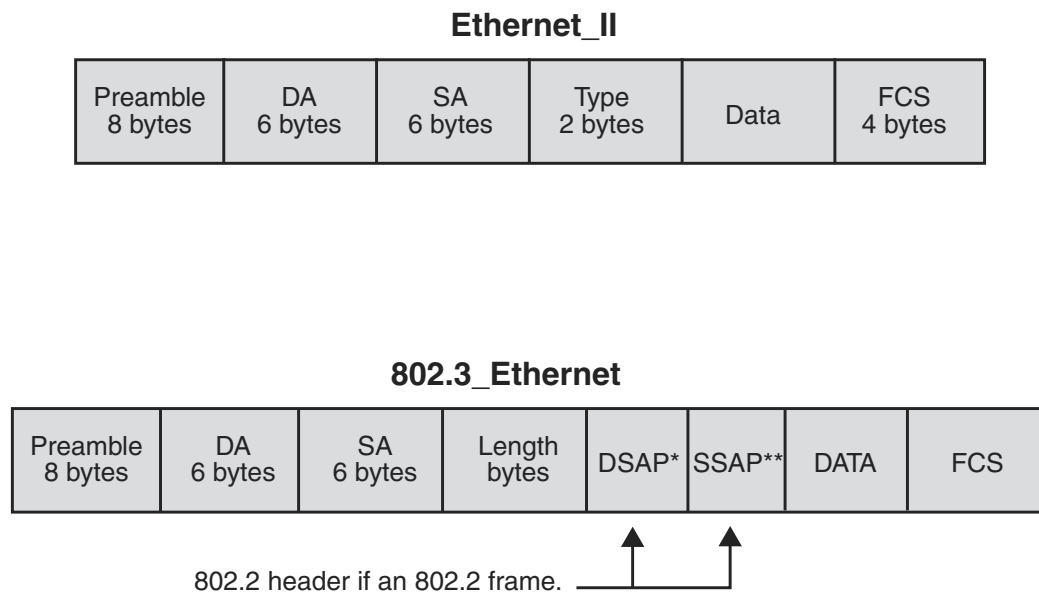 Ethernet_II
Preamble
8 bytes
DA
6 bytes
SA
6 bytes
Type
2 bytes
Data
FCS
4 bytes
802.3_Ethernet
Preamble
8 bytes
DA
6 bytes
SA
6 bytes
Length
bytes
DSAP*
SSAP**
DATA
FCS
802.2 header if an 802.2 frame.